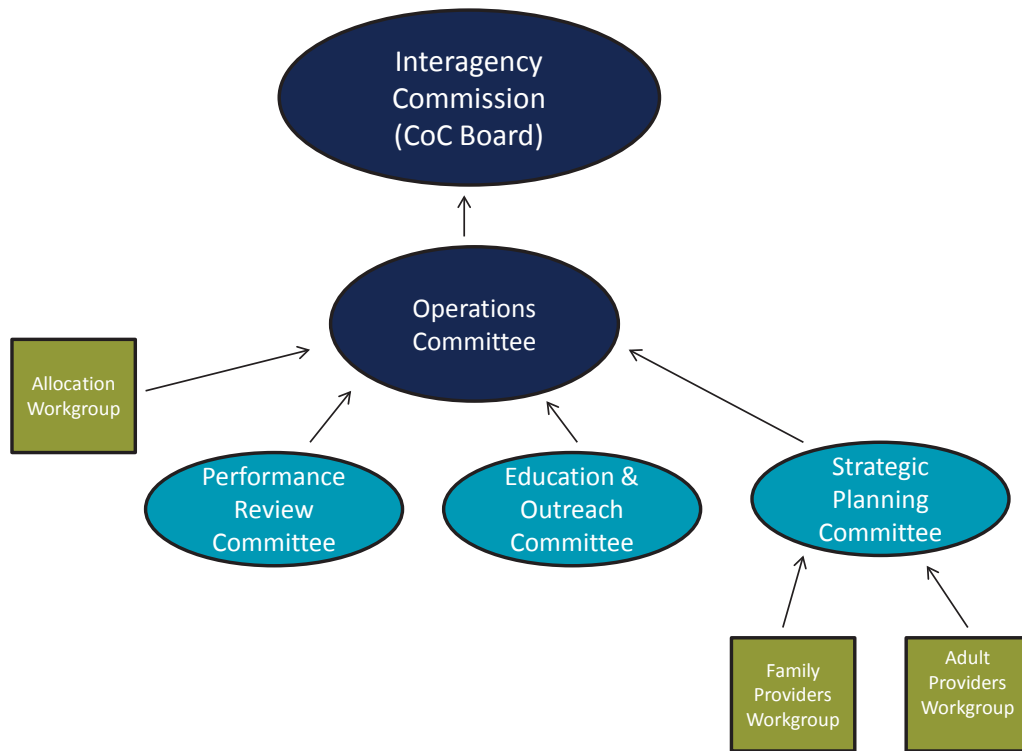 Interagency
Commission
(CoC Board)
Operations
Committee
Allocation
Workgroup
Performance
Review
Committee
Education &
Outreach
Committee
Strategic
Planning
Committee
Family
Providers
Workgroup
Adult
Providers
Workgroup